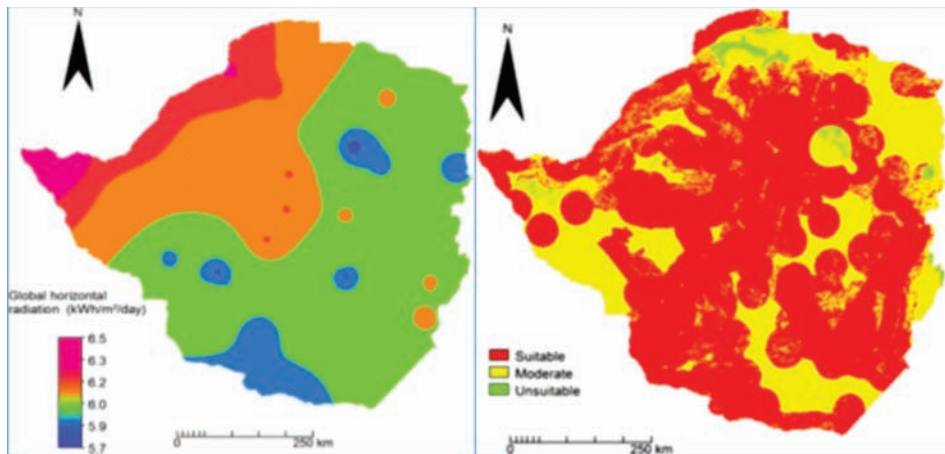 N
Global horizontal
radiation (kWh/m²/day)
6.5
6.3
6.2
6.0
5.9
5.7
0
250 km
N
Suitable
Moderate
Unsuitable
0
250 km